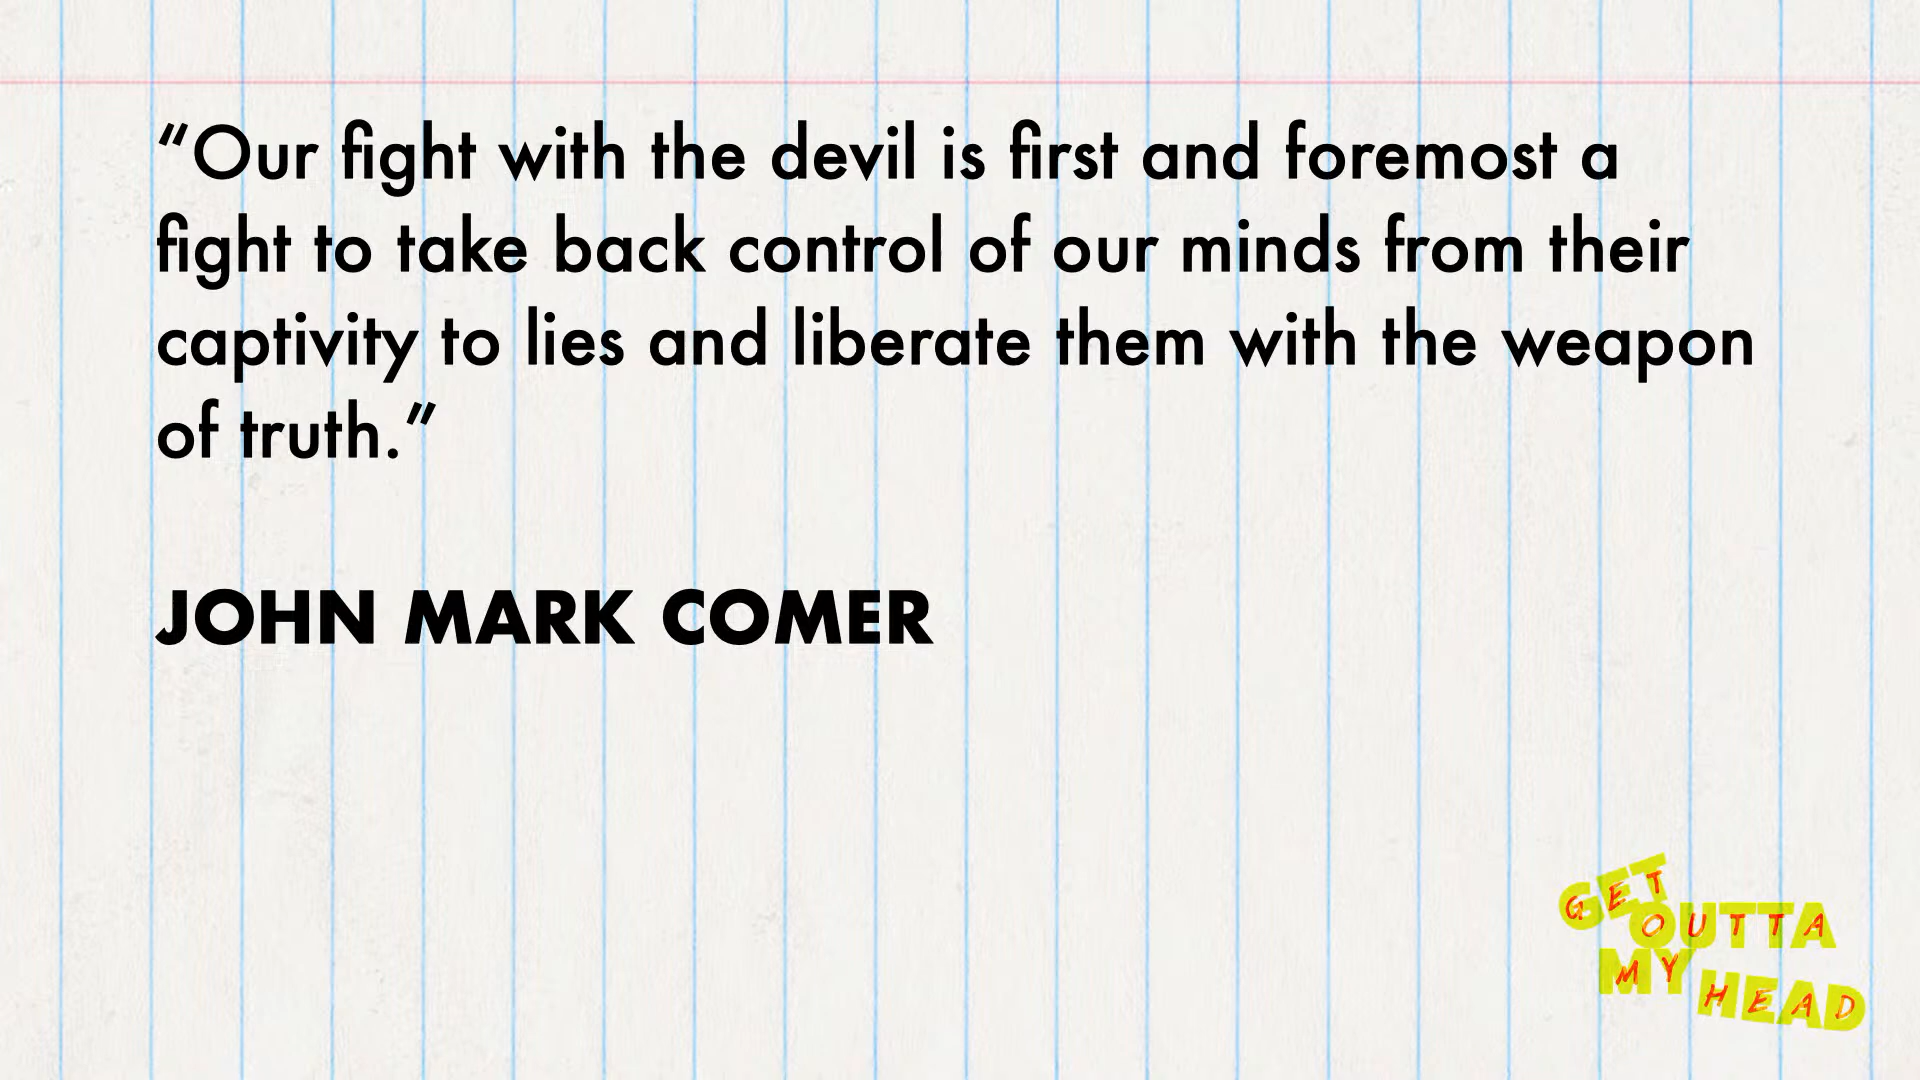 “Our fight with the devil is first and foremost a
fight to take back control of our minds from their
captivity to lies and liberate them with the weapon
of truth.”
JOHN MARK COMER
GET
OUTTA
MY
HEAD